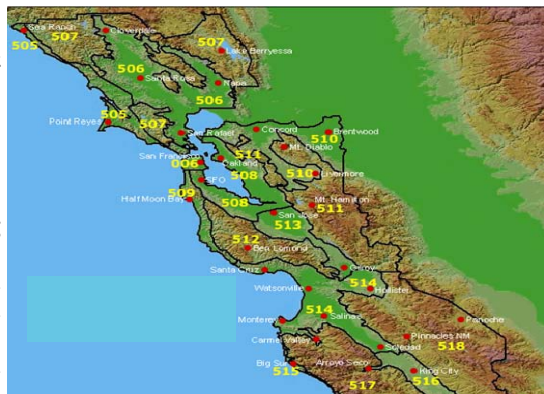 Sea Ranch
507
Cloverdale
505
507
Lake Berryessa
506
Santa Rosa
Napa
506
505
Point Reyes
507
San Rafael
Concord
510
Brentwood
Mt. Diablo
San Francisco
006
Oakland
511
508
510
Livermore
SFO
509
Half Moon Bay
508
Mt. Hamilton
511
San Jose
513
512
Ben Lomond
Santa Cruz
Gilroy
Watsonville
514
Hollister
514
Monterey
Salinas
Panoche
Carmel Valley
Pinnacles NM
518
Soledad
Big Sur
515
Arroyo Seco
517
King City
516